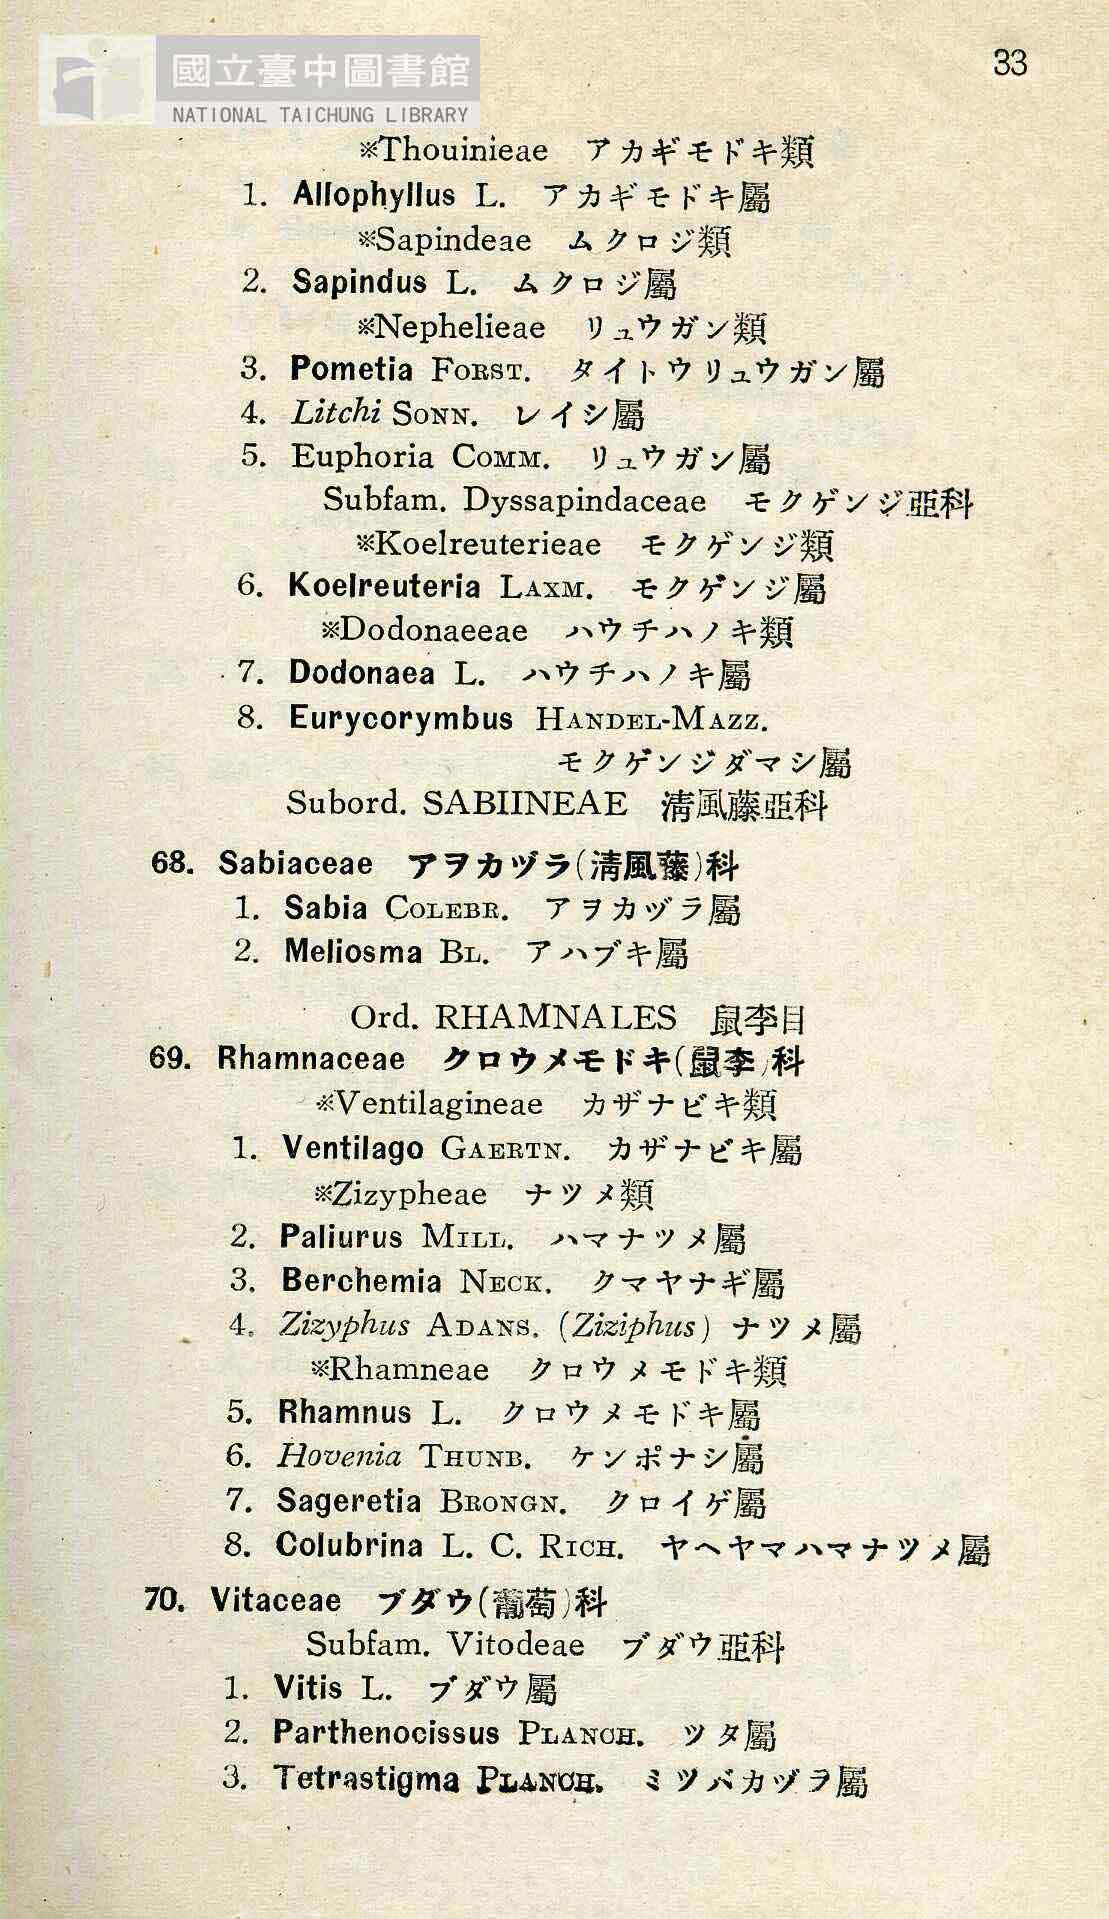 國立臺中圖書館
NATIONAL TAICHUNG LIBRARY
33
※Thouinieae アカギモドキ類
1. Allophyllus L. アカギモドキ屬
※Sapindeae ムクロジ類
2. Sapindus L. ムクロジ屬
※Nephelieae リュウガン類
3. Pometia FORST. タイトウリュウガン屬
4. Litchi SONN. レイシ屬
5. Euphoria COMM. リュウガン屬
Subfam. Dyssapindaceae モクゲンジ亞科
※Koelreuterieae モクゲンジ類
6. Koelreuteria LAXM. モクゲンジ屬
※Dodonaeeae ハウチハノキ類
7. Dodonaea L. ハウチハノキ屬
8. Eurycorymbus HANDEL-MAZZ.
モクゲンジダマシ屬
Subord. SABIINEAE 淸風藤亞科
68. Sabiaceae アヲカヅラ(淸風藤)科
1. Sabia COLEBR. アヲカヅラ屬
2. Meliosma BL. アハブキ屬
Ord. RHAMNALES 鼠李目
69. Rhamnaceae クロウメモドキ(鼠李)科
※Ventilagineae カザナビキ類
1. Ventilago GAERTN. カザナビキ屬
※Zizypheae ナツメ類
2. Paliurus MILL. ハマナツメ屬
3. Berchemia NECK. クマヤナギ屬
4. Zizyphus ADANS. (Ziziphus) ナツメ屬
※Rhamneae クロウメモドキ類
5. Rhamnus L. クロウメモドキ屬
6. Hovenia THUNB. ケンポナシ屬
7. Sageretia BRONGN. クロイゲ屬
8. Colubrina L. C. RICH. ヤヘヤマハマナツメ屬
70. Vitaceae ブダウ(葡萄)科
Subfam. Vitodeae ブダウ亞科
1. Vitis L. ブダウ屬
2. Parthenocissus PLANCH. ツタ屬
3. Tetrastigma PLANCH. ミツバカヅラ屬